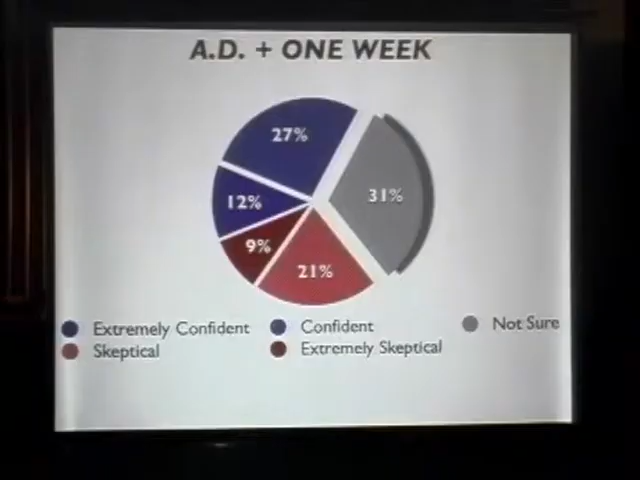 A.D. + ONE WEEK
27%
31%
12%
9%
21%
Extremely Confident
Confident
Not Sure
Skeptical
Extremely Skeptical